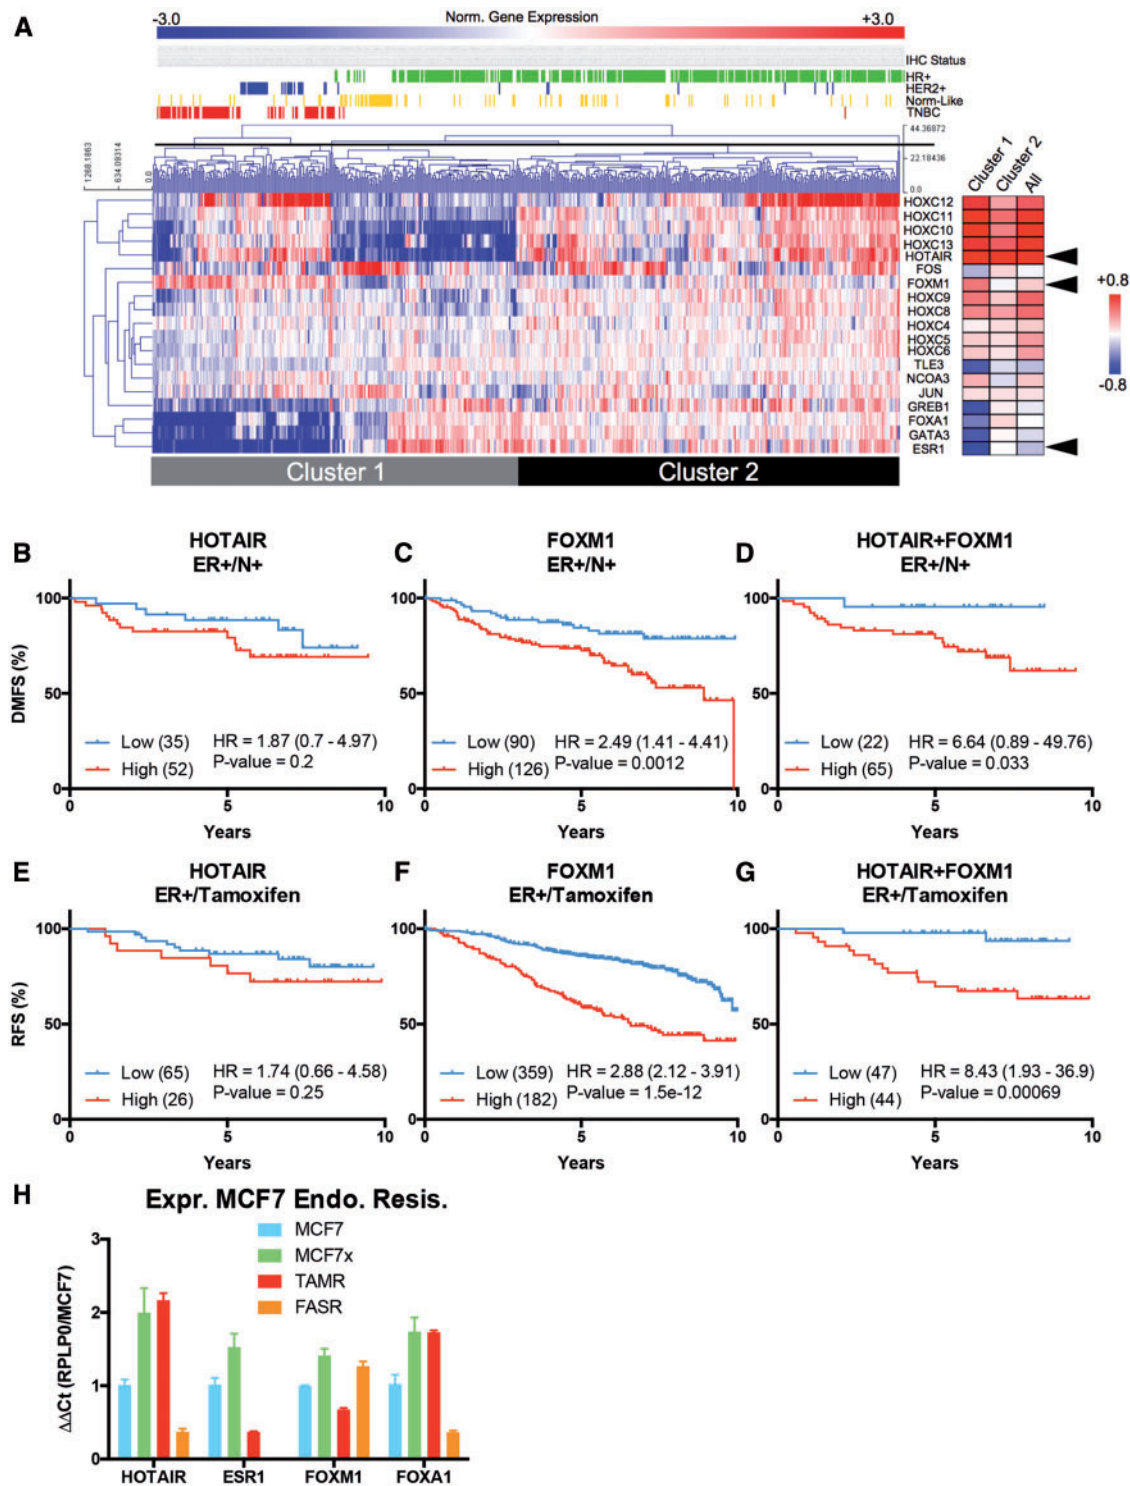 A
-3.0 Norm. Gene Expression +3.0
IHC Status
HR+
HER2+
Norm-Like
TNBC
44.36872
22.18436
0.0
1268.1863
634.09314
0.0
Cluster 1
Cluster 2
All
HOXC12
HOXC11
HOXC10
HOXC13
HOTAIR
FOS
FOXM1
HOXC9
HOXC8
HOXC4
HOXC5
HOXC6
TLE3
NCOA3
JUN
GREB1
FOXA1
GATA3
ESR1
+0.8
-0.8
Cluster 1 Cluster 2
B
HOTAIR
ER+/N+
100
50
0
DMFS (%)
Low (35)
High (52)
HR = 1.87 (0.7 - 4.97)
P-value = 0.2
0 5 10
Years
C
FOXM1
ER+/N+
100
50
0
Low (90)
High (126)
HR = 2.49 (1.41 - 4.41)
P-value = 0.0012
0 5 10
Years
D
HOTAIR+FOXM1
ER+/N+
100
50
0
Low (22)
High (65)
HR = 6.64 (0.89 - 49.76)
P-value = 0.033
0 5 10
Years
E
HOTAIR
ER+/Tamoxifen
100
50
0
RFS (%)
Low (65)
High (26)
HR = 1.74 (0.66 - 4.58)
P-value = 0.25
0 5 10
Years
F
FOXM1
ER+/Tamoxifen
100
50
0
Low (359)
High (182)
HR = 2.88 (2.12 - 3.91)
P-value = 1.5e-12
0 5 10
Years
G
HOTAIR+FOXM1
ER+/Tamoxifen
100
50
0
Low (47)
High (44)
HR = 8.43 (1.93 - 36.9)
P-value = 0.00069
0 5 10
Years
H
Expr. MCF7 Endo. Resis.
MCF7
MCF7x
TAMR
FASR
3
2
1
0
ΔΔCt (RPLP0/MCF7)
HOTAIR ESR1 FOXM1 FOXA1